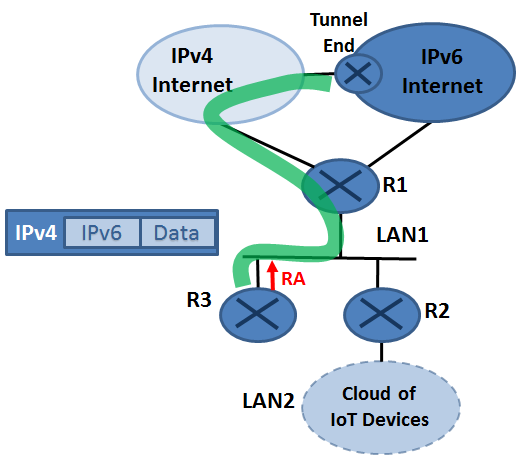 Tunnel
End
IPv4
Internet
IPv6
Internet
R1
IPv4 IPv6 Data
LAN1
RA
R3
R2
LAN2
Cloud of
IoT Devices